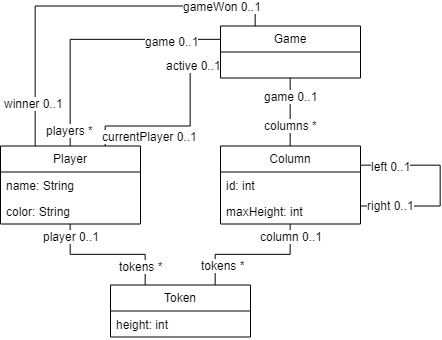 gameWon 0..1
game 0..1
Game
active 0..1
game 0..1
winner 0..1
players *
currentPlayer 0..1
columns *
Player
name: String
color: String
Column
id: int
maxHeight: int
left 0..1
right 0..1
player 0..1
column 0..1
tokens *
tokens *
Token
height: int